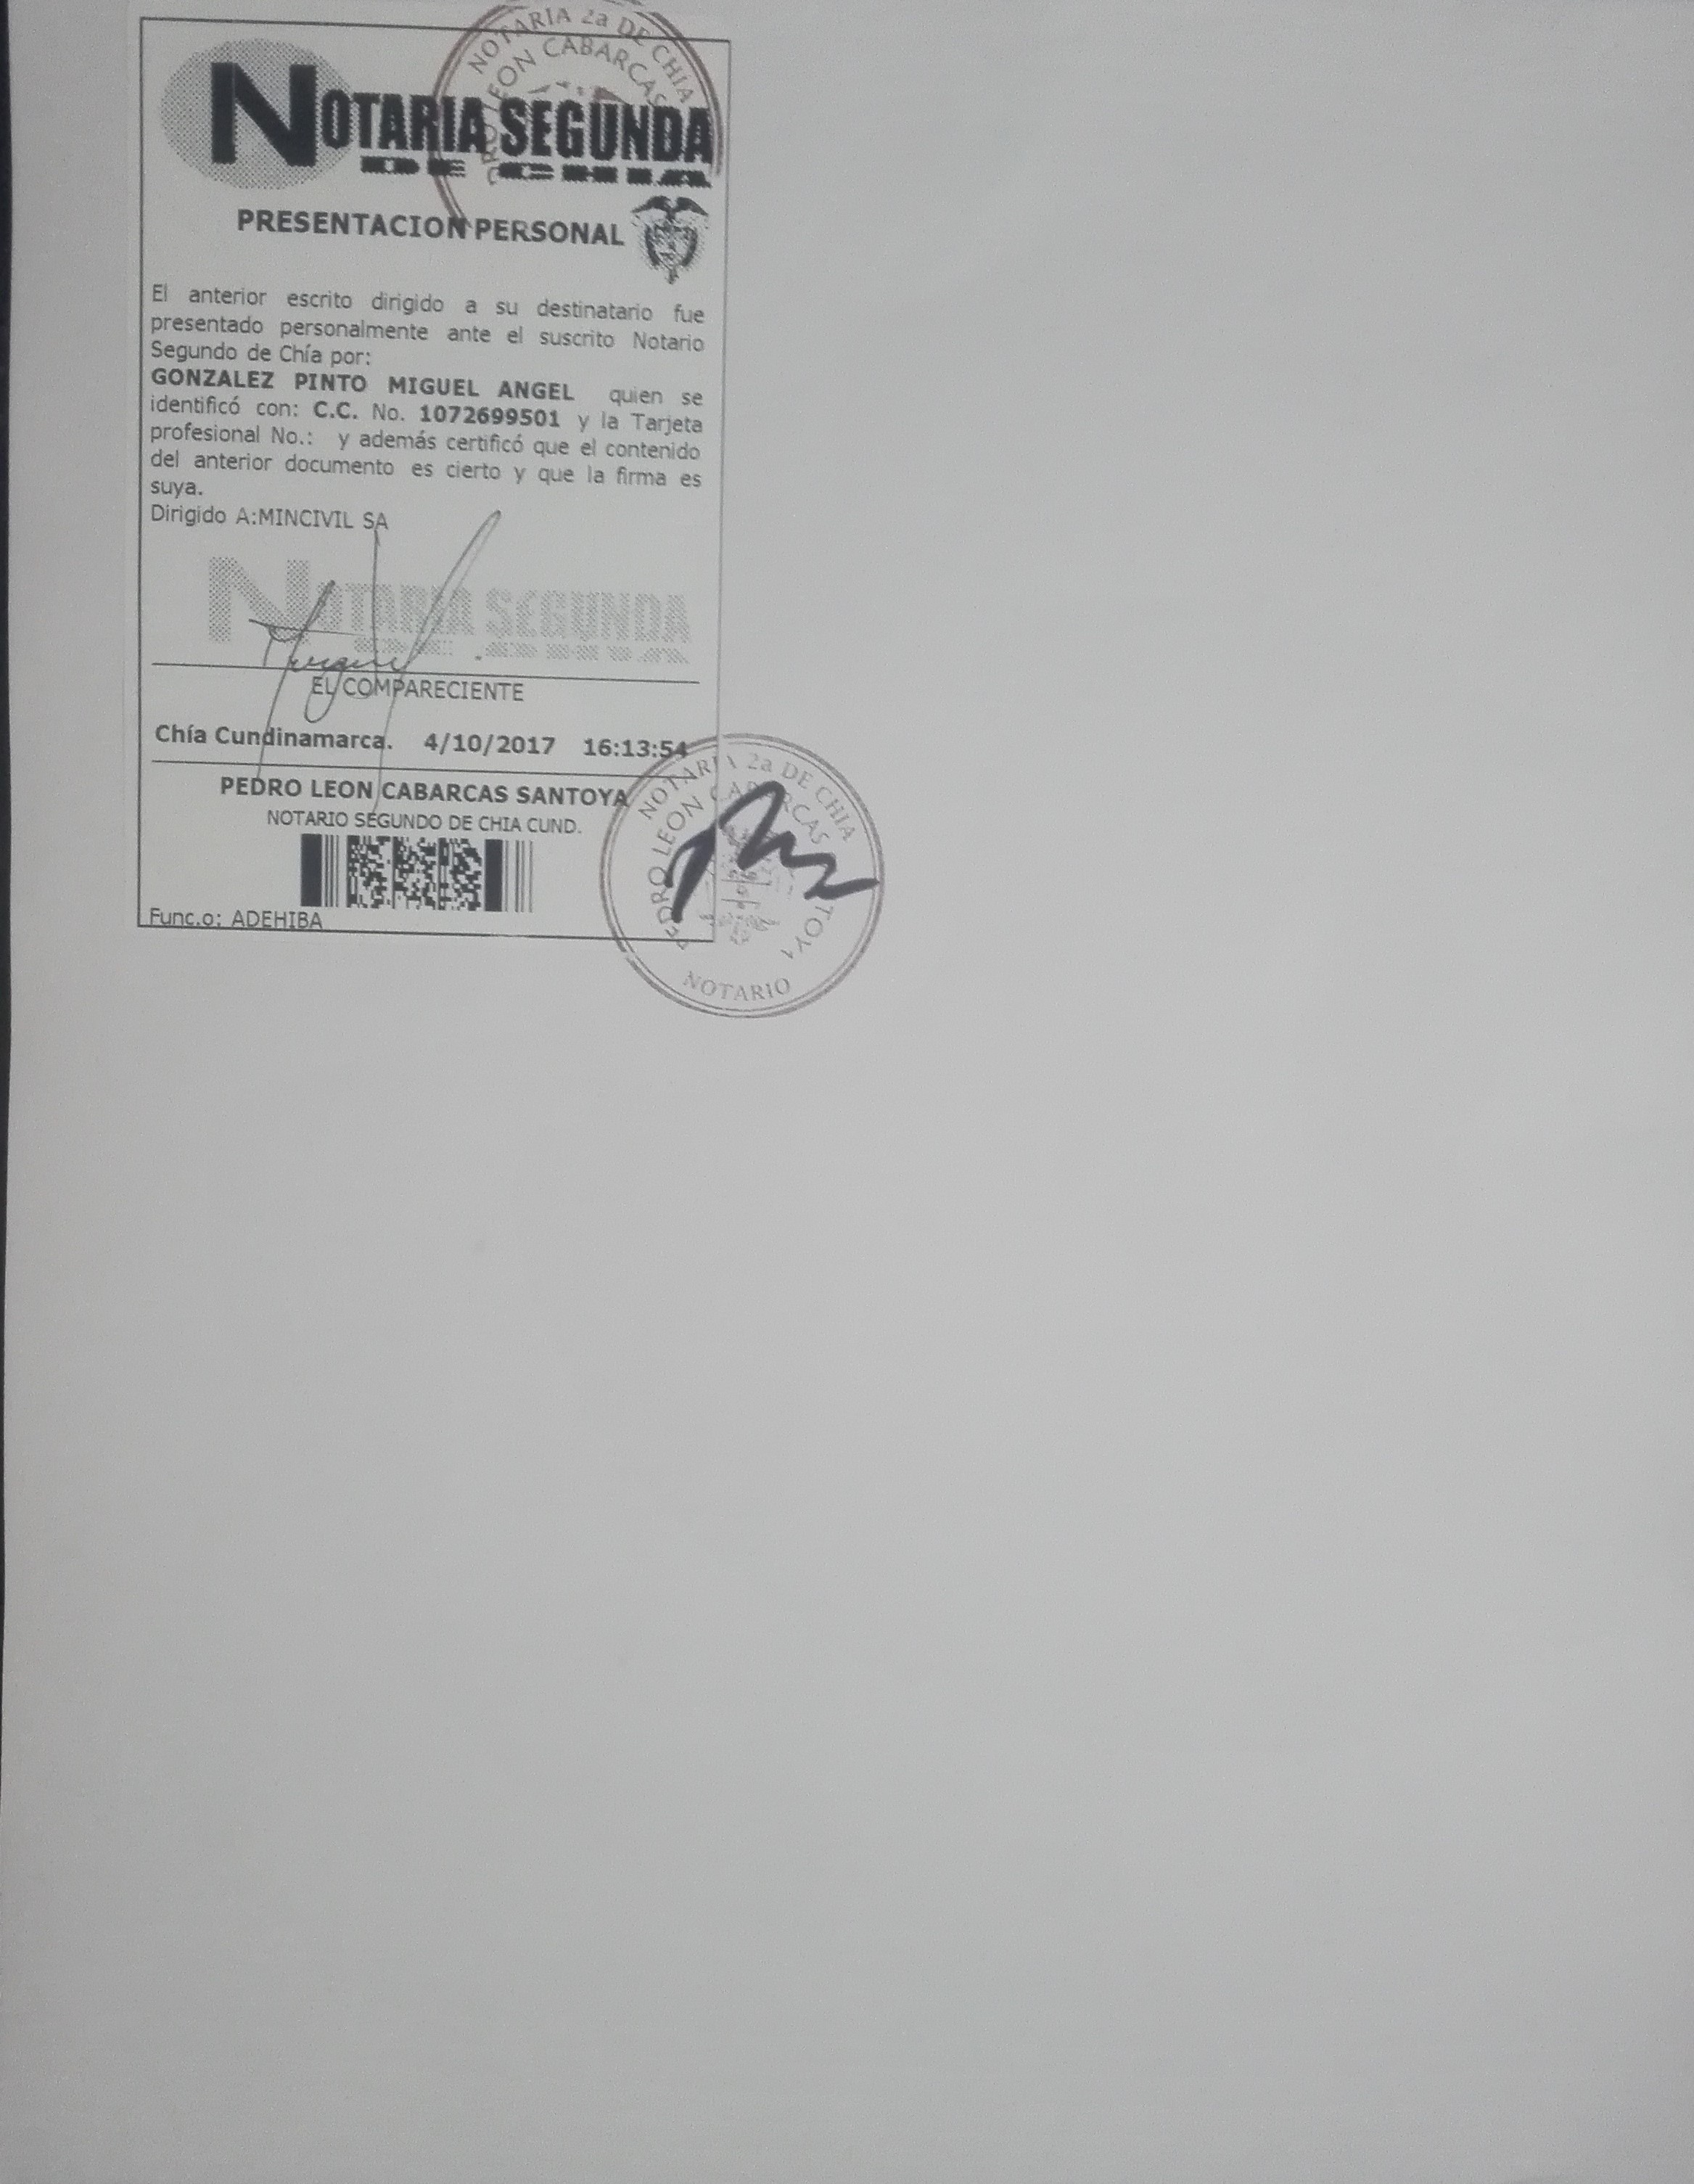 NOTARIA 2a DE CHIA
LEON CABARCAS
NOTARIA SEGUNDA
DE CHIA
PRESENTACION PERSONAL
El anterior escrito dirigido a su destinatario fue
presentado personalmente ante el suscrito Notario
Segundo de Chía por:
GONZALEZ PINTO MIGUEL ANGEL quien se
identificó con: C.C. No. 1072699501 y la Tarjeta
profesional No.: y además certificó que el contenido
del anterior documento es cierto y que la firma es
suya.
Dirigido A:MINCIVIL SA
NOTARIA SEGUNDA
DE CHIA
EL COMPARECIENTE
Chía Cundinamarca. 4/10/2017 16:13:54
PEDRO LEON CABARCAS SANTOYA
NOTARIO SEGUNDO DE CHIA CUND.
Func.o: ADEHIBA
NOTARIA 2a DE CHIA
PEDRO LEON CABARCAS
NOTARIO